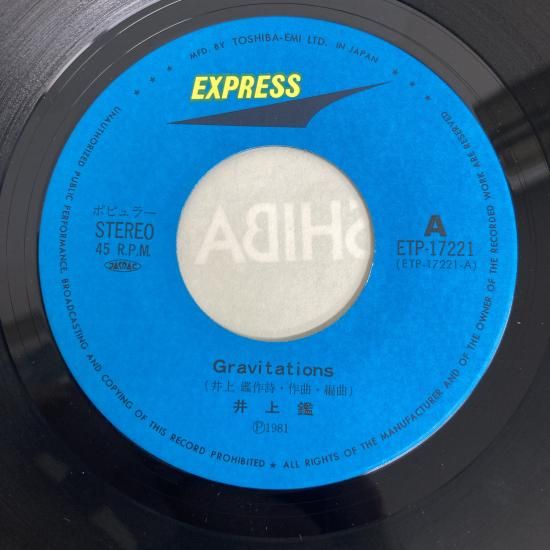 MFD. BY TOSHIBA-EMI LTD. IN JAPAN
EXPRESS
ポピュラー
STEREO
45 R.P.M.
JASRAC
A
ETP-17221
(ETP-17221-A)
SHIBA
Gravitations
(井上 鑑作詩・作曲・編曲)
井上鑑
Ⓟ1981
UNAUTHORIZED PUBLIC PERFORMANCE, BROADCASTING AND COPYING OF THIS RECORD PROHIBITED ★ ALL RIGHTS OF THE MANUFACTURER AND OF THE OWNER OF THE RECORDED WORK ARE RESERVED